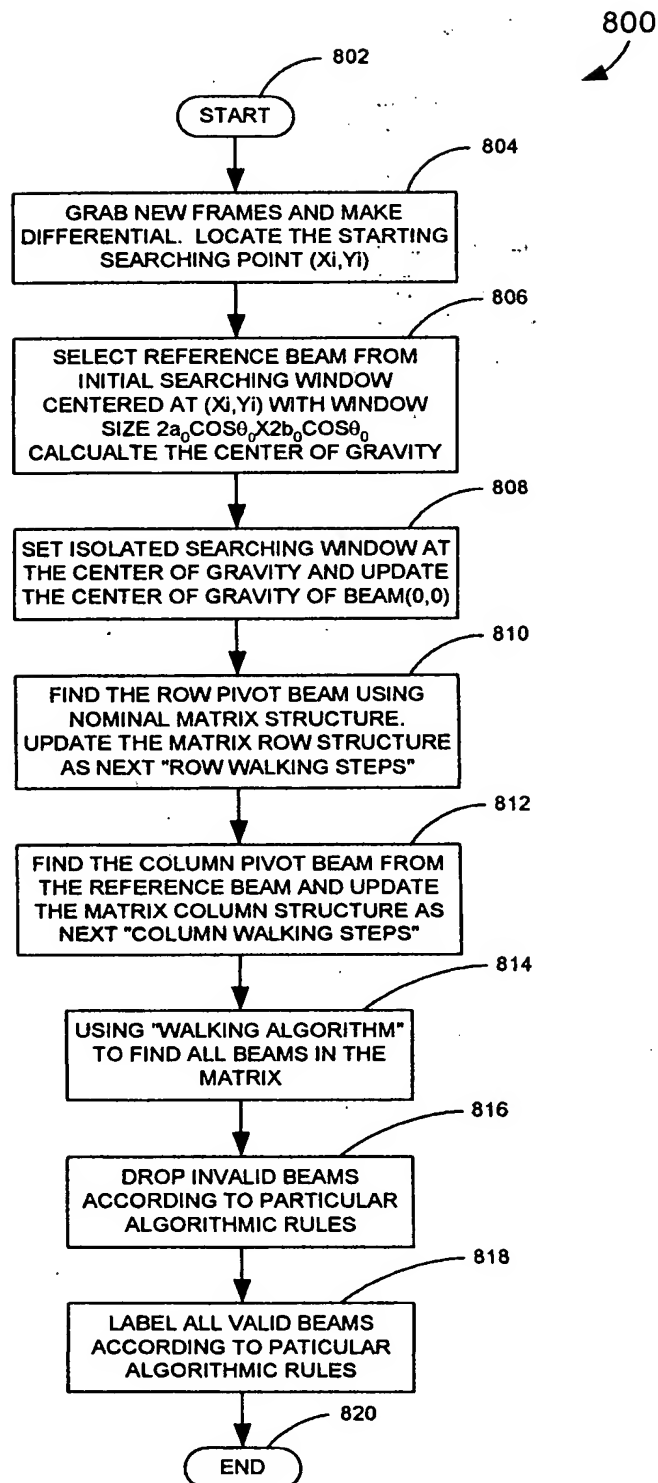 800
802
START
804
GRAB NEW FRAMES AND MAKE
DIFFERENTIAL. LOCATE THE STARTING
SEARCHING POINT (Xi,Yi)
806
SELECT REFERENCE BEAM FROM
INITIAL SEARCHING WINDOW
CENTERED AT (Xi,Yi) WITH WINDOW
SIZE 2a₀COSθ₀X2b₀COSθ₀
CALCUALTE THE CENTER OF GRAVITY
808
SET ISOLATED SEARCHING WINDOW AT
THE CENTER OF GRAVITY AND UPDATE
THE CENTER OF GRAVITY OF BEAM(0,0)
810
FIND THE ROW PIVOT BEAM USING
NOMINAL MATRIX STRUCTURE.
UPDATE THE MATRIX ROW STRUCTURE
AS NEXT "ROW WALKING STEPS"
812
FIND THE COLUMN PIVOT BEAM FROM
THE REFERENCE BEAM AND UPDATE
THE MATRIX COLUMN STRUCTURE AS
NEXT "COLUMN WALKING STEPS"
814
USING "WALKING ALGORITHM"
TO FIND ALL BEAMS IN THE
MATRIX
816
DROP INVALID BEAMS
ACCORDING TO PARTICULAR
ALGORITHMIC RULES
818
LABEL ALL VALID BEAMS
ACCORDING TO PATICULAR
ALGORITHMIC RULES
820
END